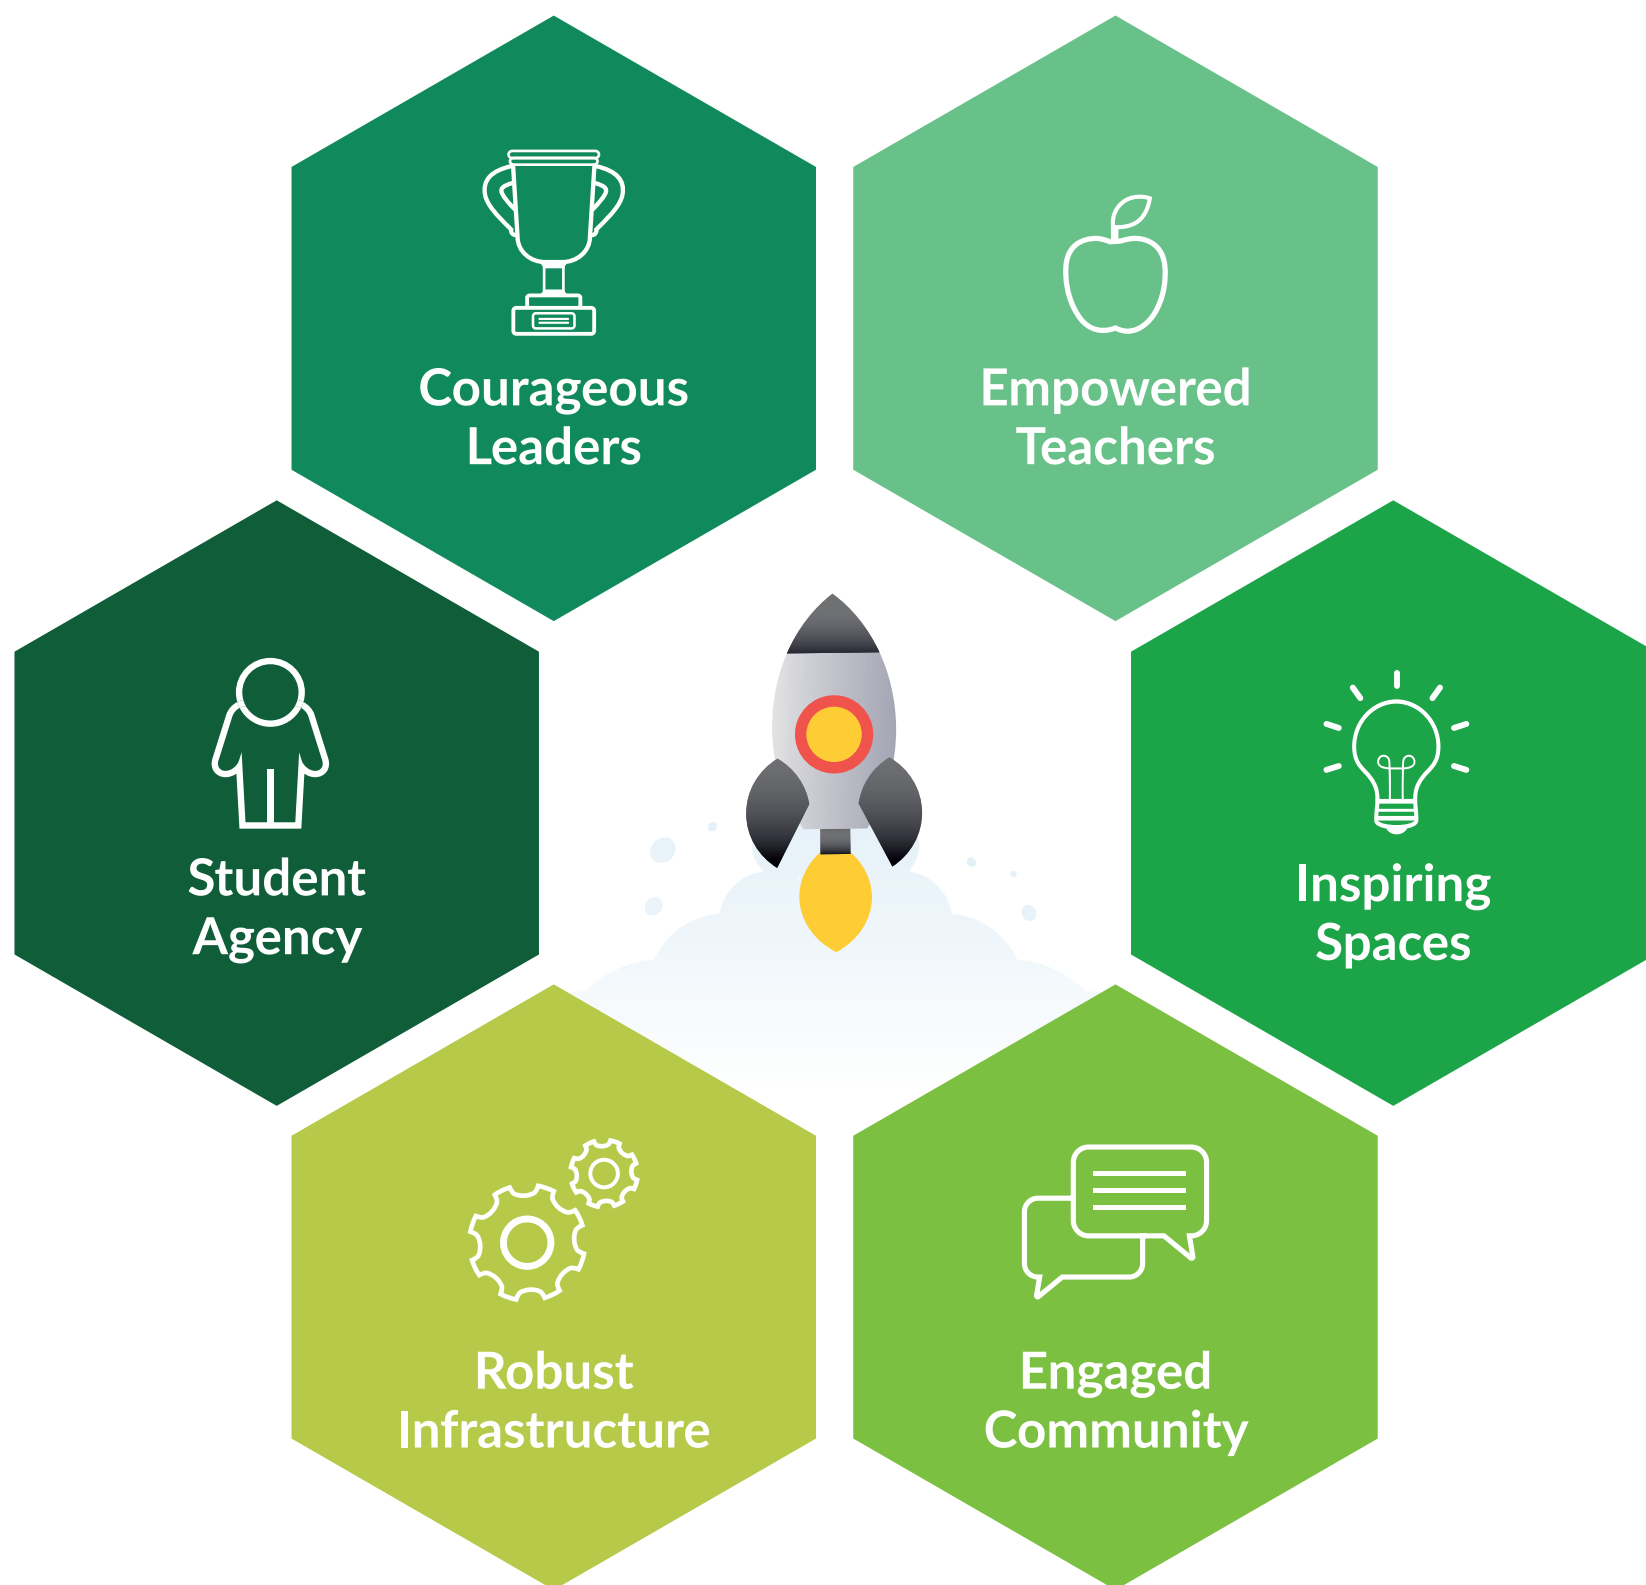 Courageous
Leaders
Empowered
Teachers
Student
Agency
Inspiring
Spaces
Robust
Infrastructure
Engaged
Community